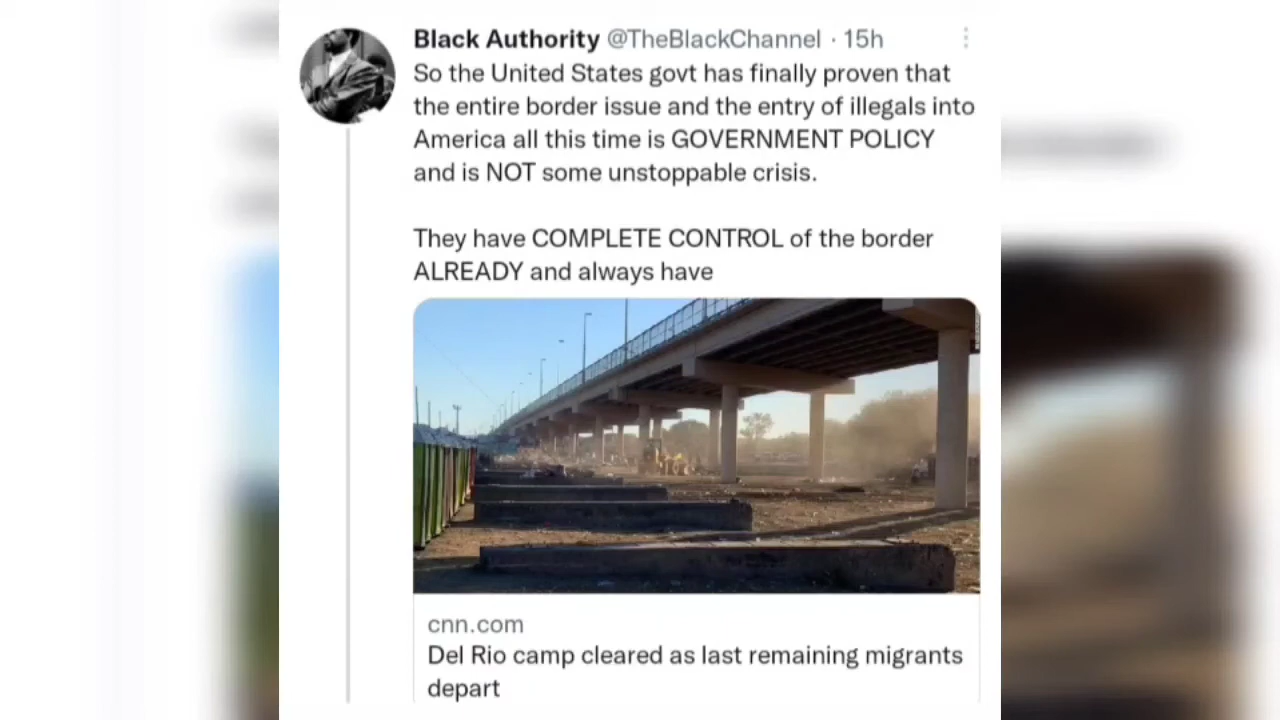 Black Authority @TheBlackChannel · 15h
So the United States govt has finally proven that
the entire border issue and the entry of illegals into
America all this time is GOVERNMENT POLICY
and is NOT some unstoppable crisis.
They have COMPLETE CONTROL of the border
ALREADY and always have
cnn.com
Del Rio camp cleared as last remaining migrants
depart